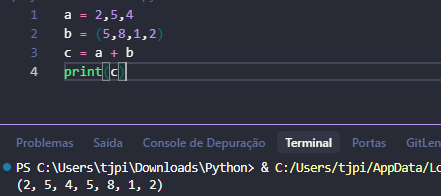 1 a = 2,5,4
2 b = (5,8,1,2)
3 c = a + b
4 print(c)
Problemas Saída Console de Depuração Terminal Portas GitLen
PS C:\Users\tjpi\Downloads\Python> & C:/Users/tjpi/AppData/Lo
(2, 5, 4, 5, 8, 1, 2)